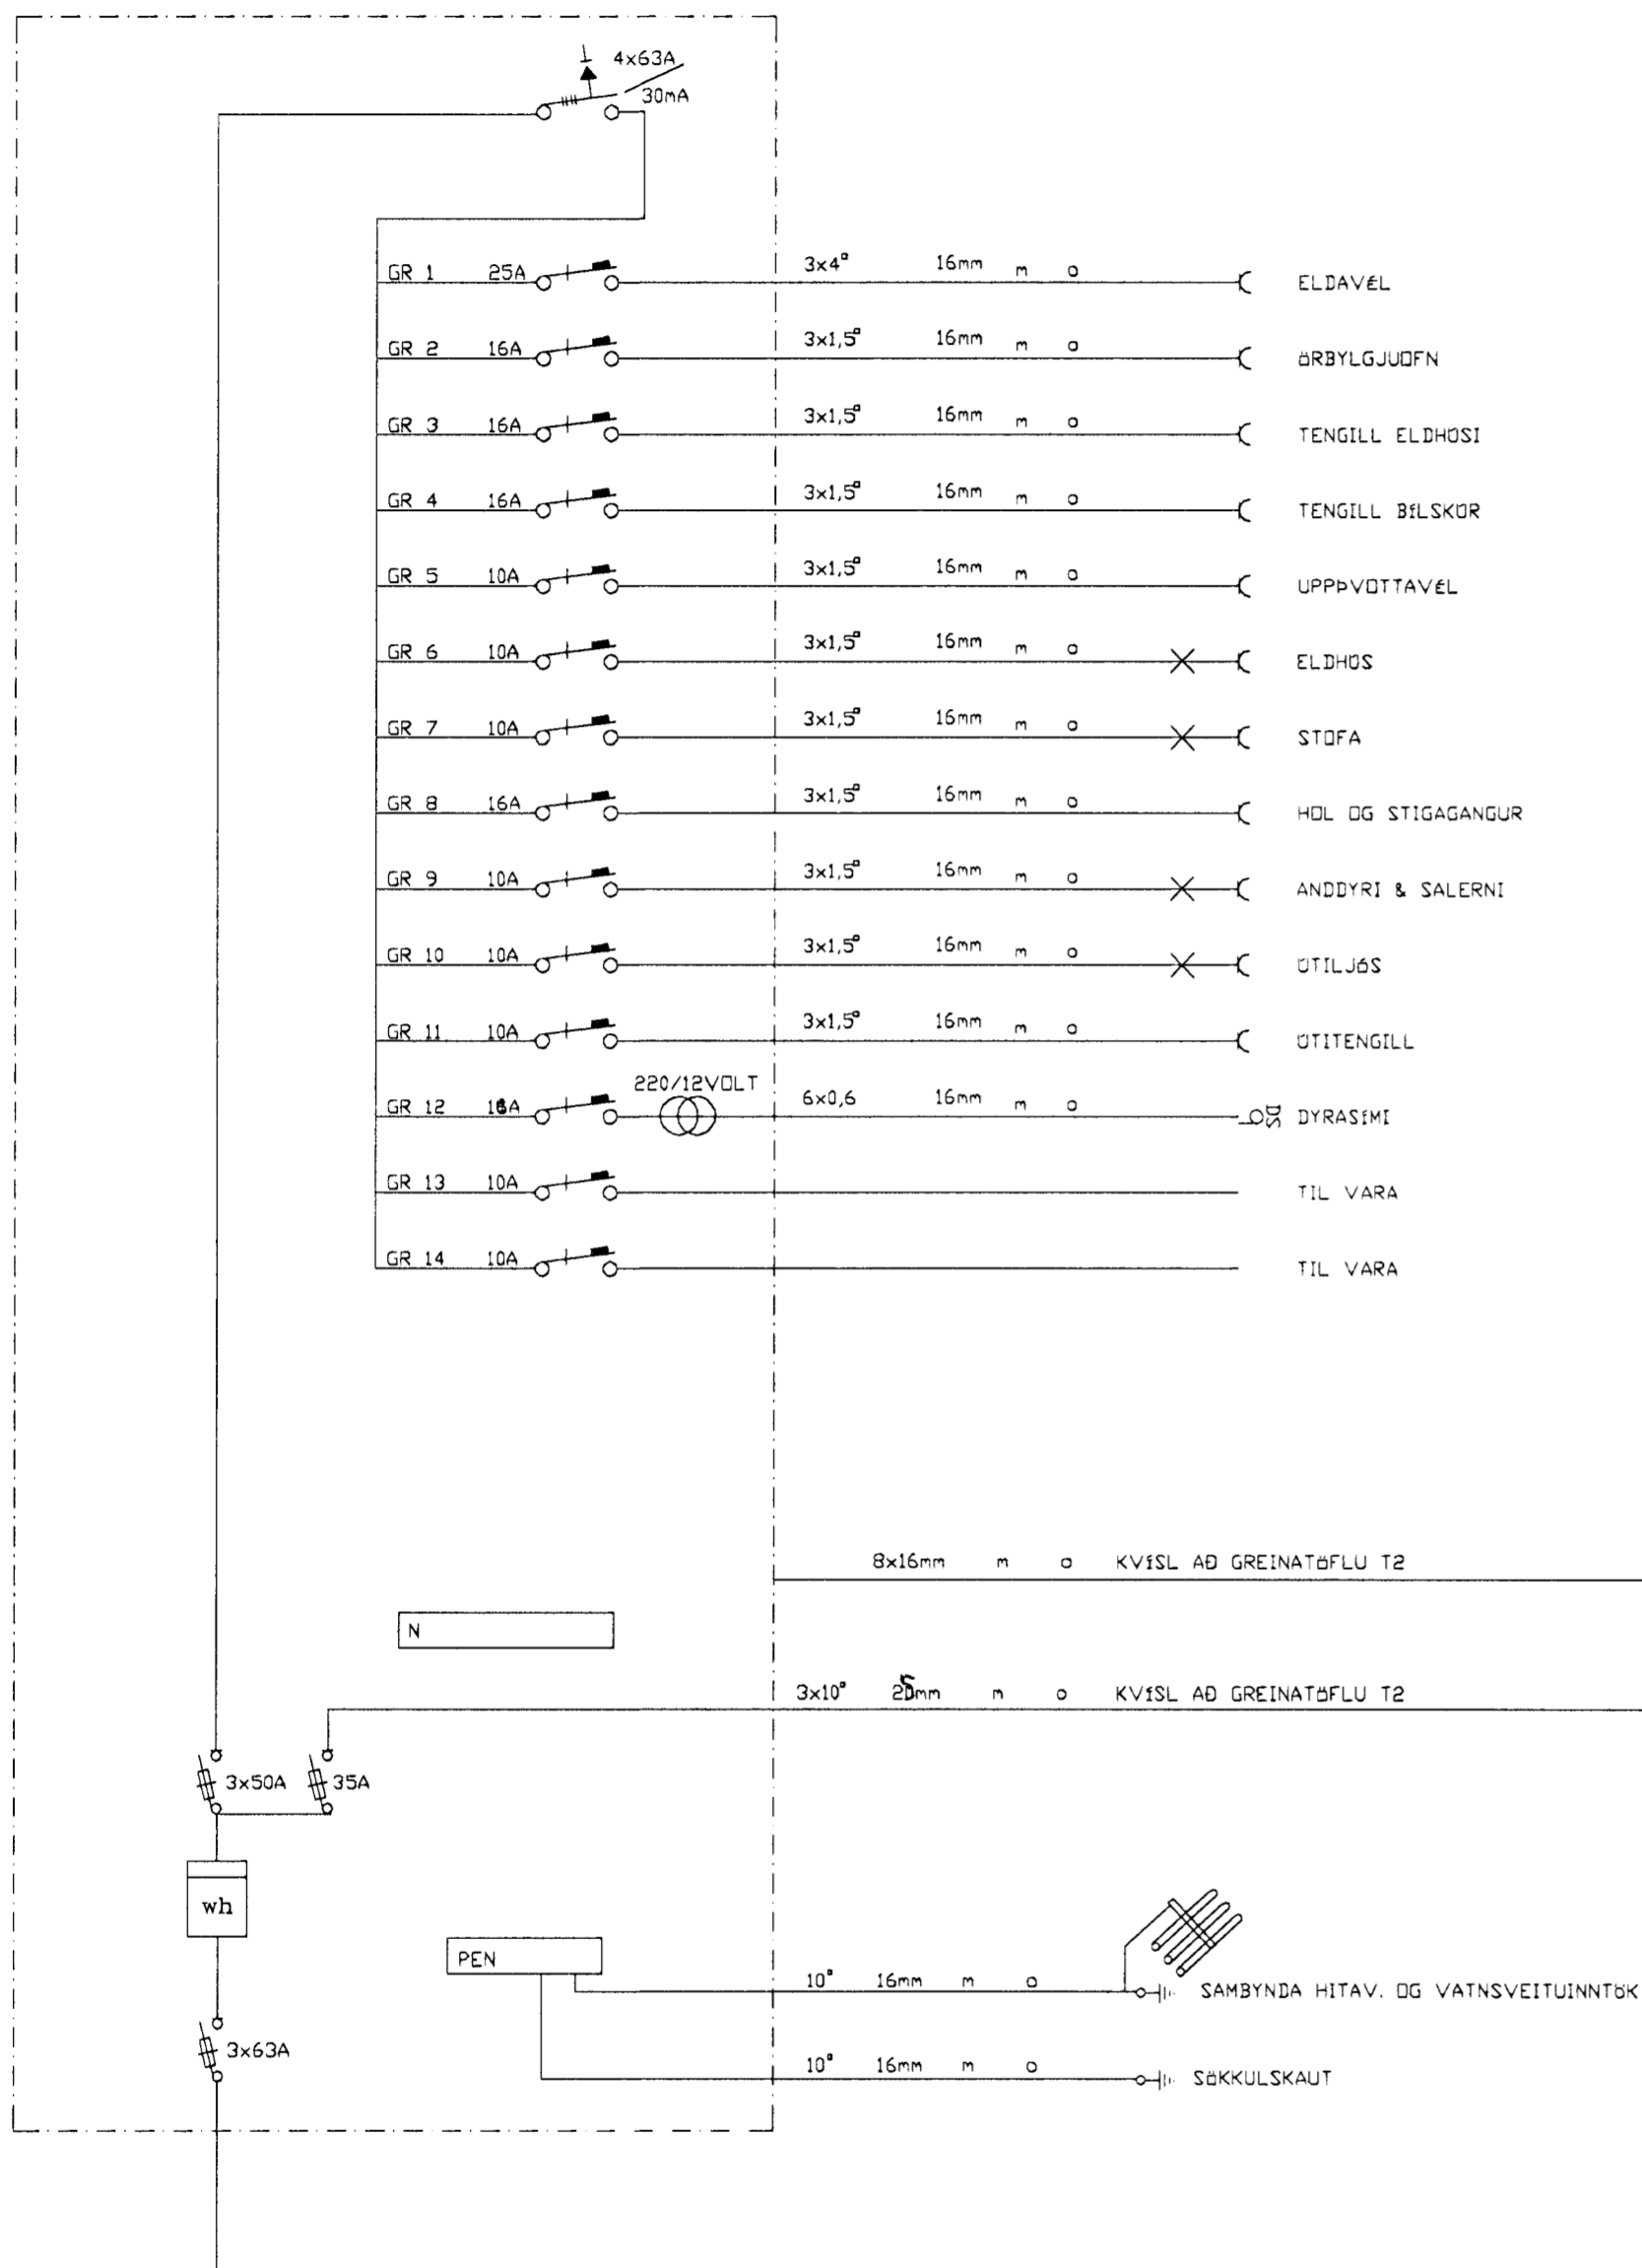 4x63A
30mA
GR 1 25A 3x4□ 16mm m o ELDAVÉL
GR 2 16A 3x1,5□ 16mm m o ÖRBYLGJUOFN
GR 3 16A 3x1,5□ 16mm m o TENGILL ELDHÚSI
GR 4 16A 3x1,5□ 16mm m o TENGILL BÍLSKÚR
GR 5 10A 3x1,5□ 16mm m o UPPÞVOTTAVÉL
GR 6 10A 3x1,5□ 16mm m o ELDHÚS
GR 7 10A 3x1,5□ 16mm m o STOFA
GR 8 16A 3x1,5□ 16mm m o HOL OG STIGAGANGUR
GR 9 10A 3x1,5□ 16mm m o ANDDYRI & SALERNI
GR 10 10A 3x1,5□ 16mm m o ÚTILJÓS
GR 11 10A 3x1,5□ 16mm m o ÚTITENGILL
220/12VOLT
GR 12 6x0,6 16mm m o DS DYRASÍMI
GR 13 10A TIL VARA
GR 14 10A TIL VARA
8x16mm m o KVÍSL AÐ GREINATÖFLU T2
N
3x10□ 25mm m o KVÍSL AÐ GREINATÖFLU T2
3x50A 35A
wh
PEN
10□ 16mm m o SAMBYNDA HITAV. OG VATNSVEITUINNTÖK
3x63A
10□ 16mm m o SÖKKULSKAUT